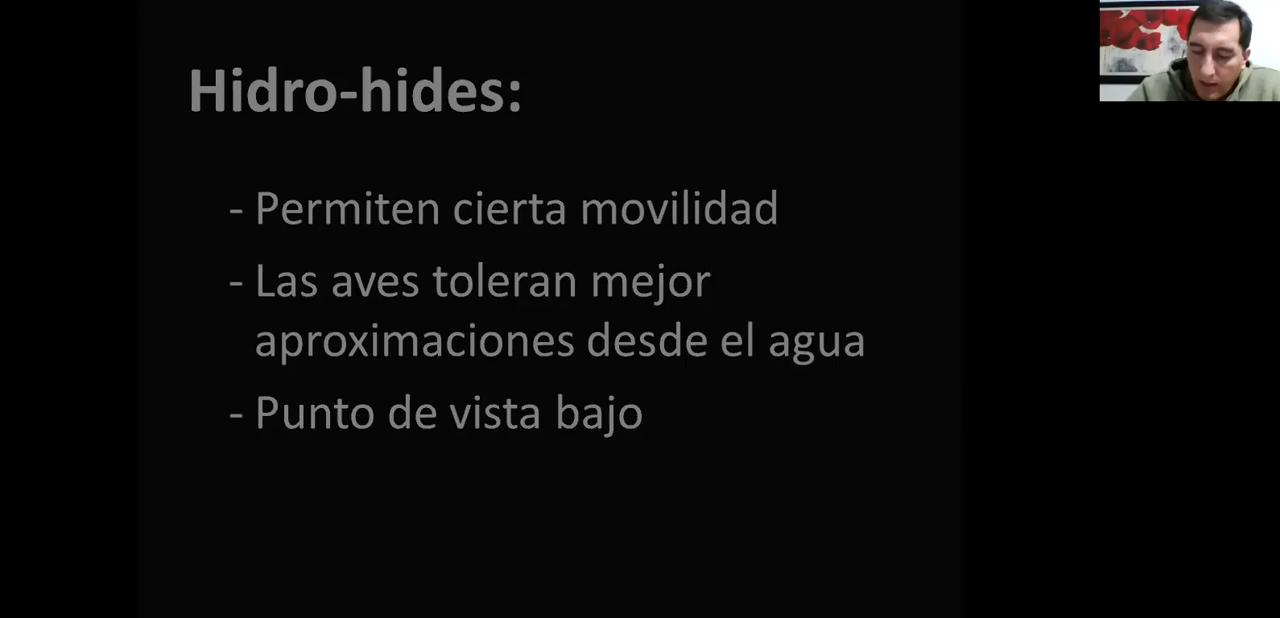 Hidro-hides:
- Permiten cierta movilidad
- Las aves toleran mejor
aproximaciones desde el agua
- Punto de vista bajo